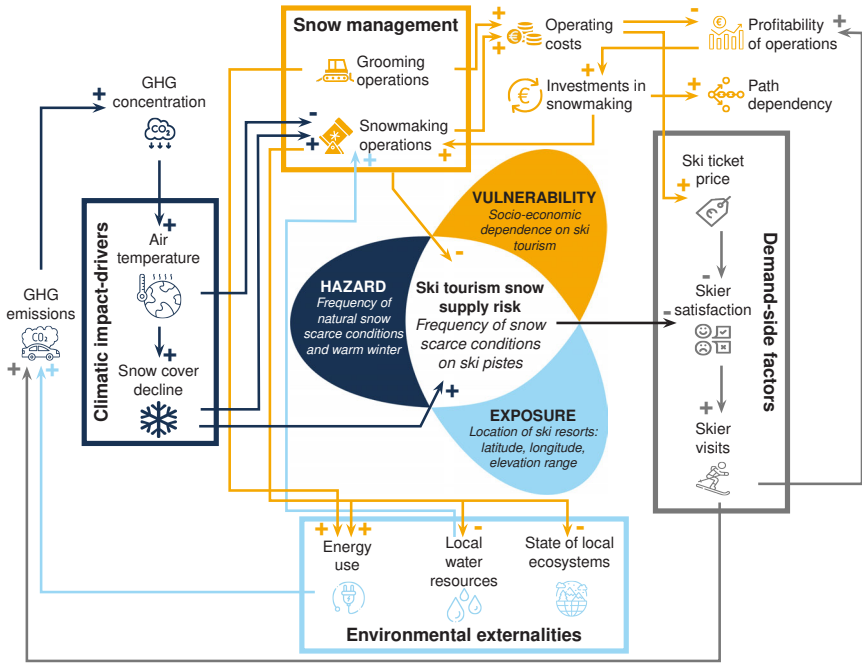 Snow management
Grooming
operations
Snowmaking
operations
Operating
costs
Profitability
of operations
Investments in
snowmaking
Path
dependency
GHG
concentration
CO₂
Climatic impact-drivers
Air
temperature
Snow cover
decline
GHG
emissions
CO₂
VULNERABILITY
Socio-economic
dependence on ski
tourism
HAZARD
Frequency of
natural snow
scarce conditions
and warm winter
Ski tourism snow
supply risk
Frequency of snow
scarce conditions
on ski pistes
EXPOSURE
Location of ski resorts:
latitude, longitude,
elevation range
Demand-side factors
Ski ticket
price
Skier
satisfaction
Skier
visits
Energy
use
Local
water
resources
State of local
ecosystems
Environmental externalities